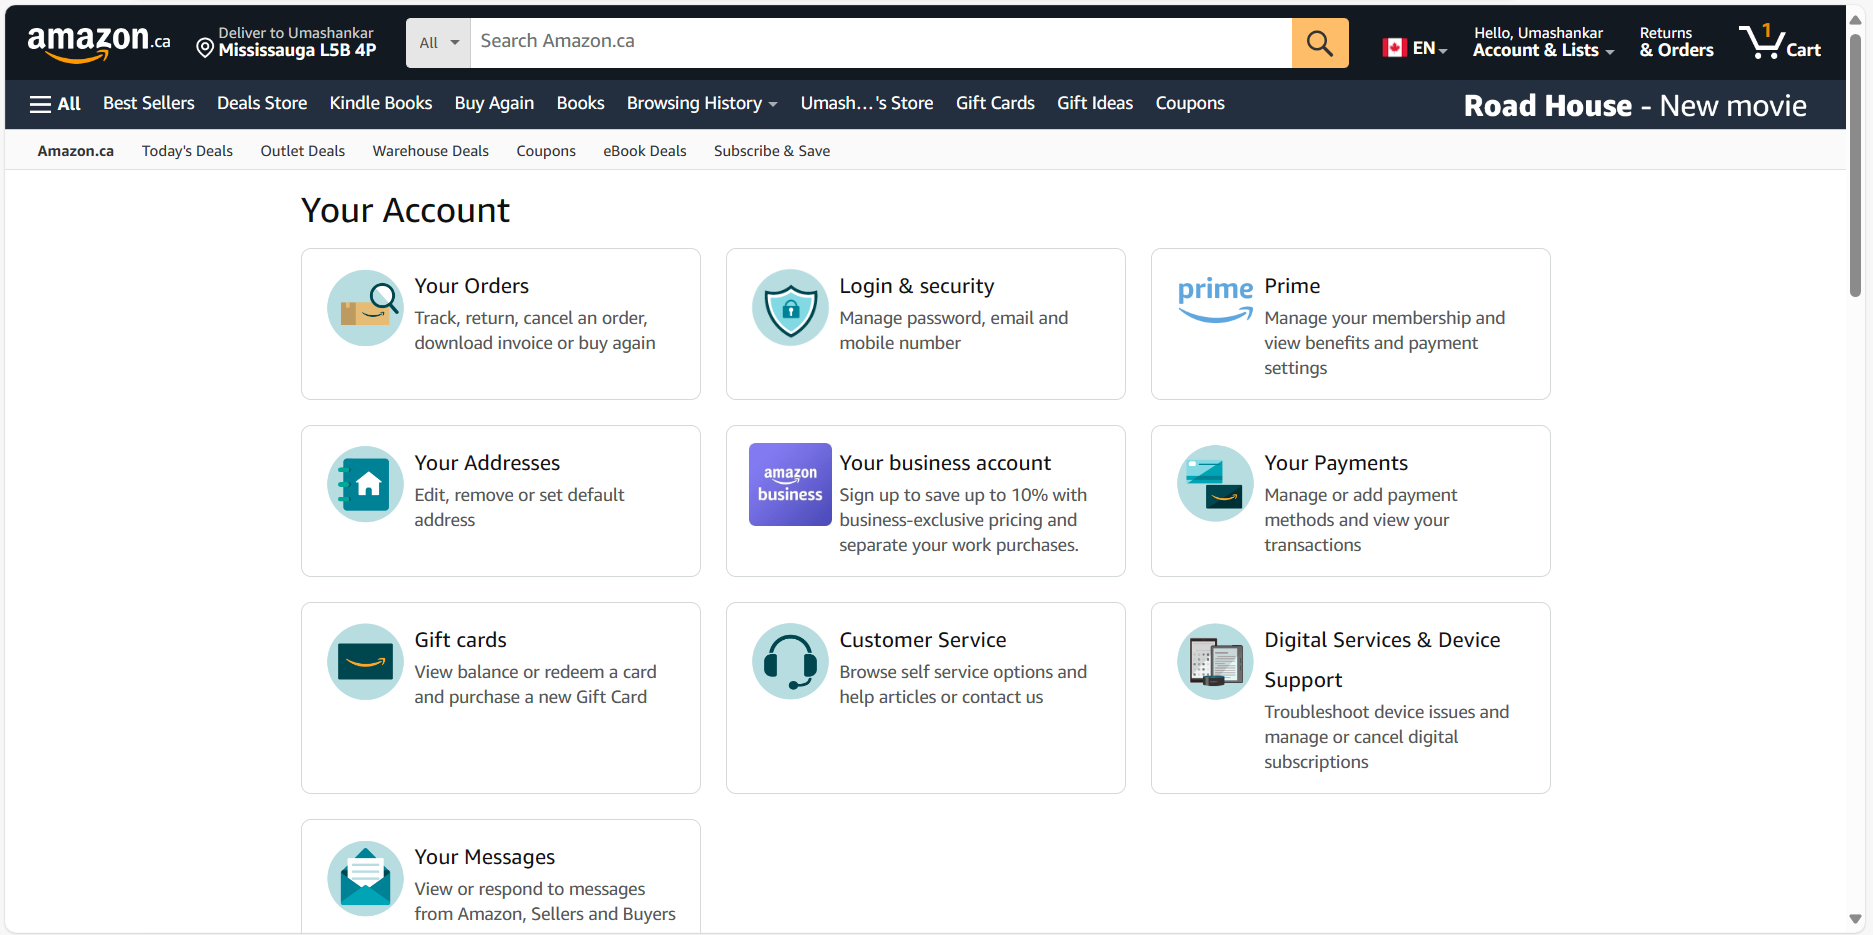 amazon.ca
Deliver to Umashankar
Mississauga L5B 4P
All
Search Amazon.ca
EN
Hello, Umashankar
Account & Lists
Returns
& Orders
1
Cart
All
Best Sellers
Deals Store
Kindle Books
Buy Again
Books
Browsing History
Umash...'s Store
Gift Cards
Gift Ideas
Coupons
Road House - New movie
Amazon.ca
Today's Deals
Outlet Deals
Warehouse Deals
Coupons
eBook Deals
Subscribe & Save
Your Account
Your Orders
Track, return, cancel an order,
download invoice or buy again
Login & security
Manage password, email and
mobile number
prime
Prime
Manage your membership and
view benefits and payment
settings
Your Addresses
Edit, remove or set default
address
amazon
business
Your business account
Sign up to save up to 10% with
business-exclusive pricing and
separate your work purchases.
Your Payments
Manage or add payment
methods and view your
transactions
Gift cards
View balance or redeem a card
and purchase a new Gift Card
Customer Service
Browse self service options and
help articles or contact us
Digital Services & Device
Support
Troubleshoot device issues and
manage or cancel digital
subscriptions
Your Messages
View or respond to messages
from Amazon, Sellers and Buyers